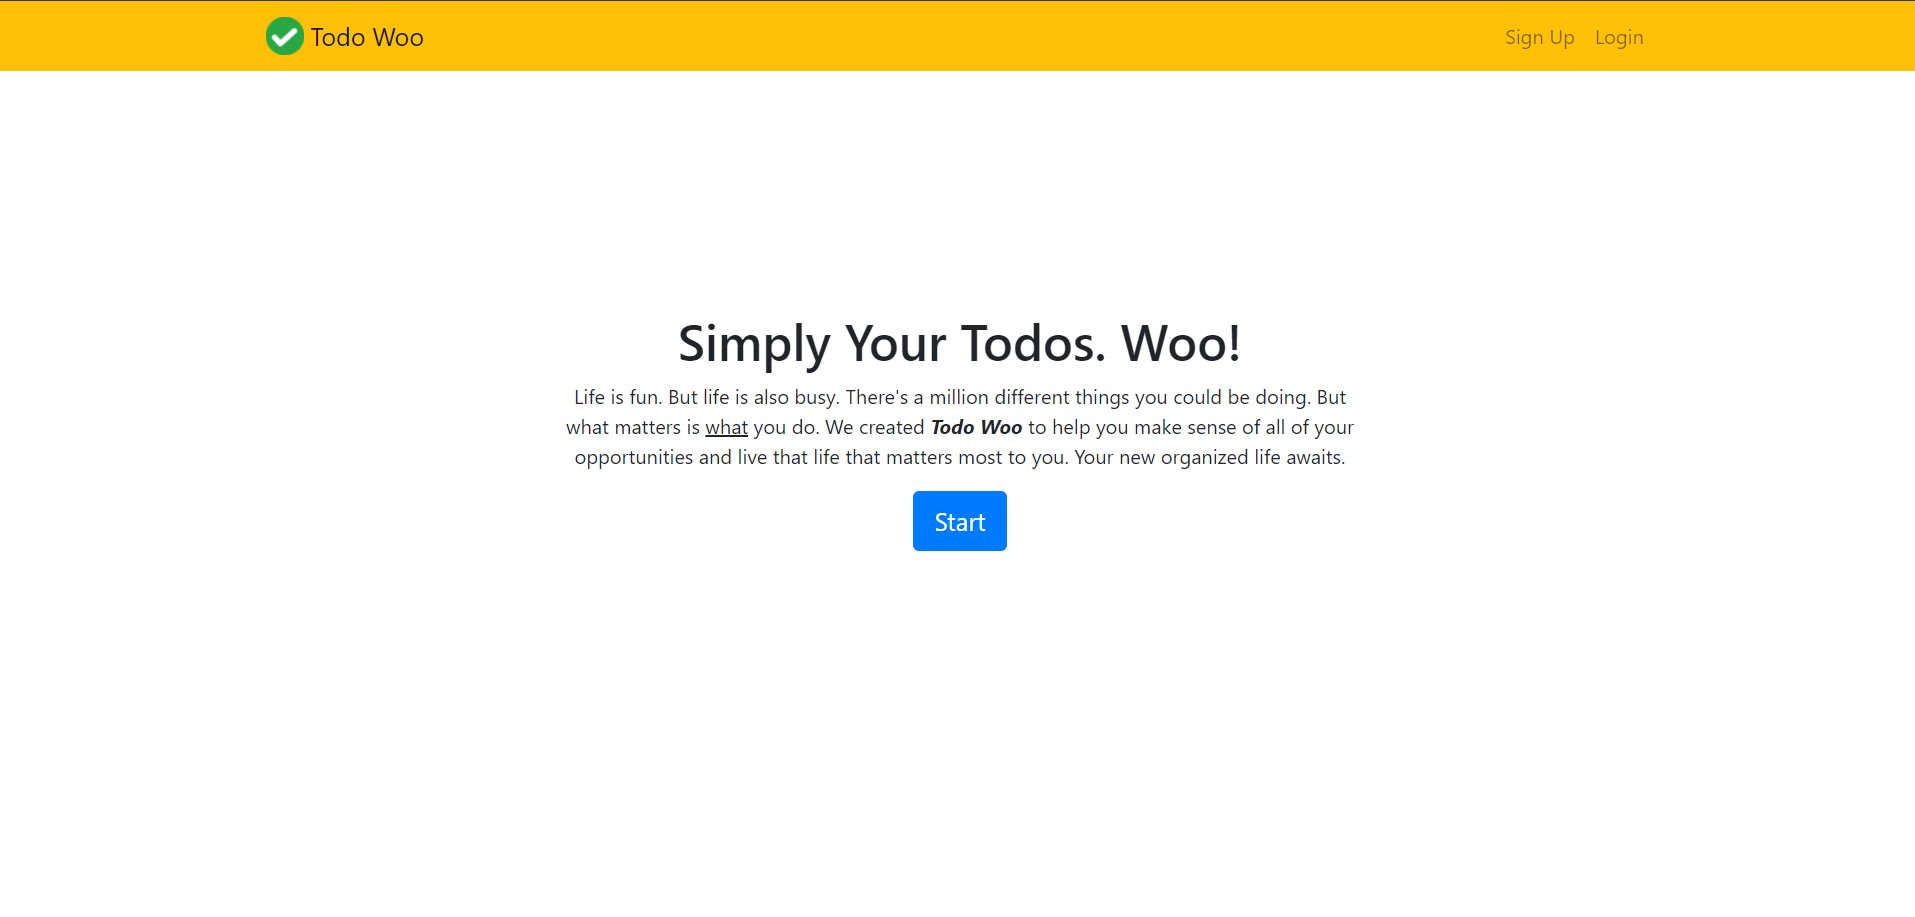 Todo Woo
Sign Up
Login
Simply Your Todos. Woo!
Life is fun. But life is also busy. There's a million different things you could be doing. But
what matters is what you do. We created Todo Woo to help you make sense of all of your
opportunities and live that life that matters most to you. Your new organized life awaits.
Start